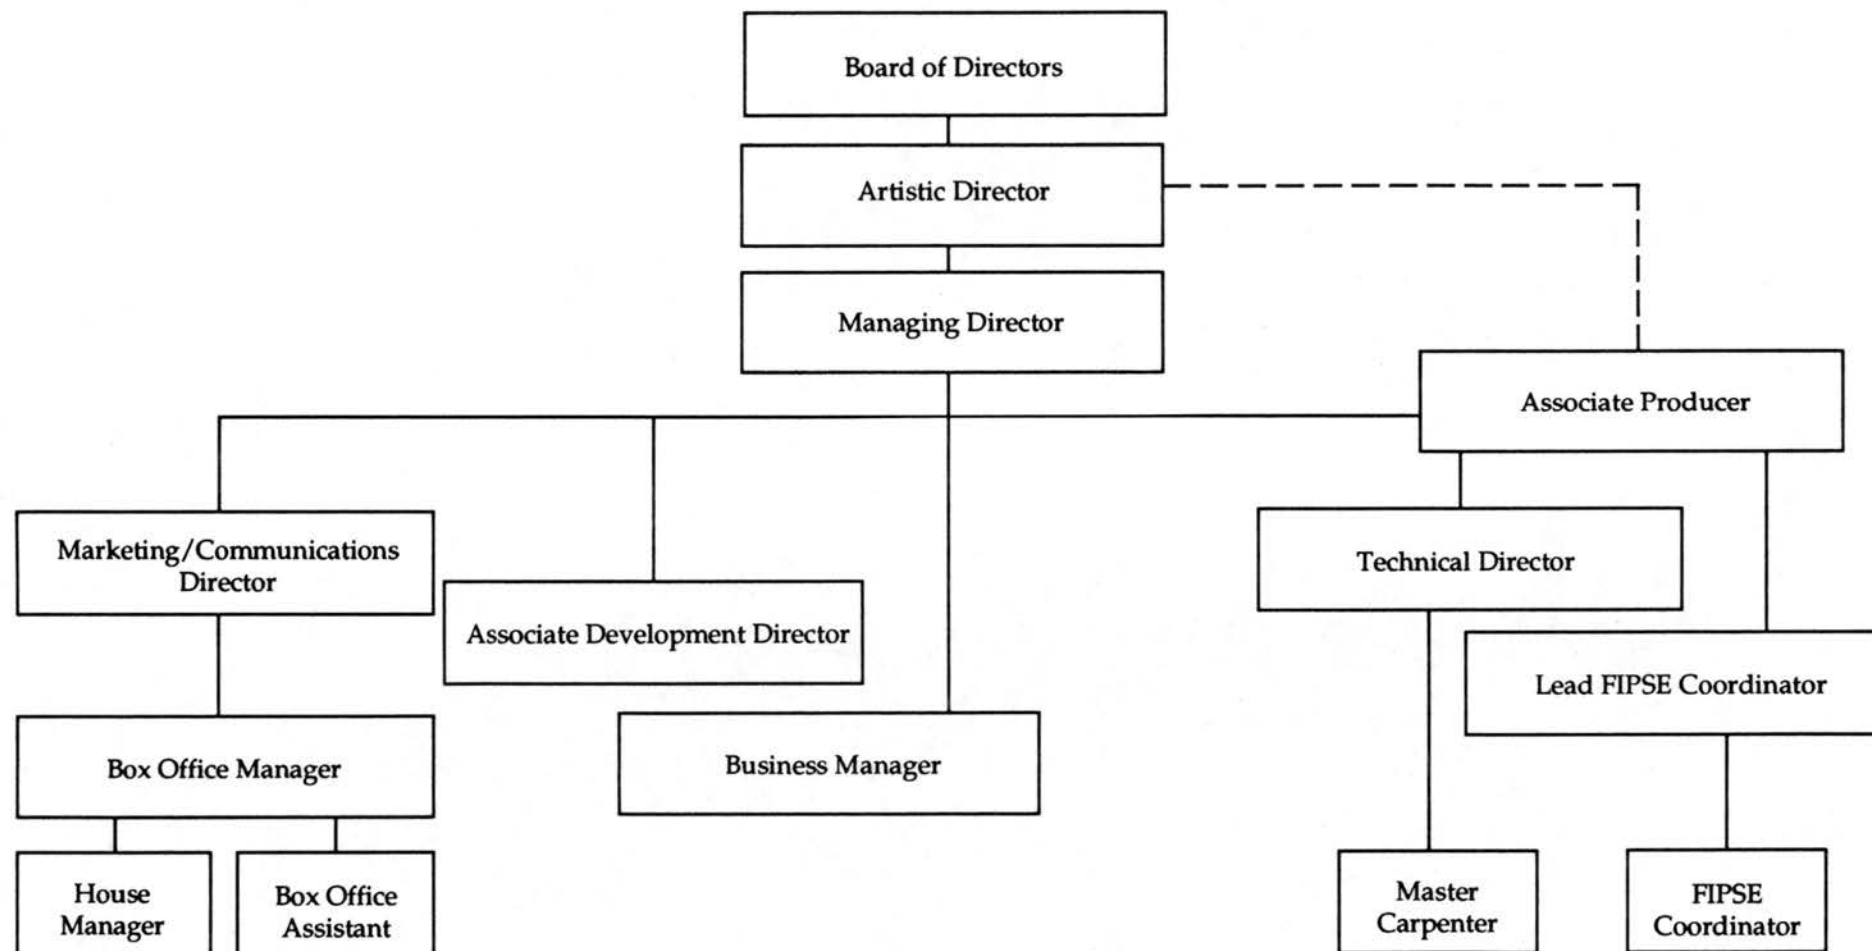 Board of Directors
Artistic Director
Managing Director
Associate Producer
Marketing/Communications
Director
Technical Director
Associate Development Director
Lead FIPSE Coordinator
Box Office Manager
Business Manager
House
Manager
Box Office
Assistant
Master
Carpenter
FIPSE
Coordinator